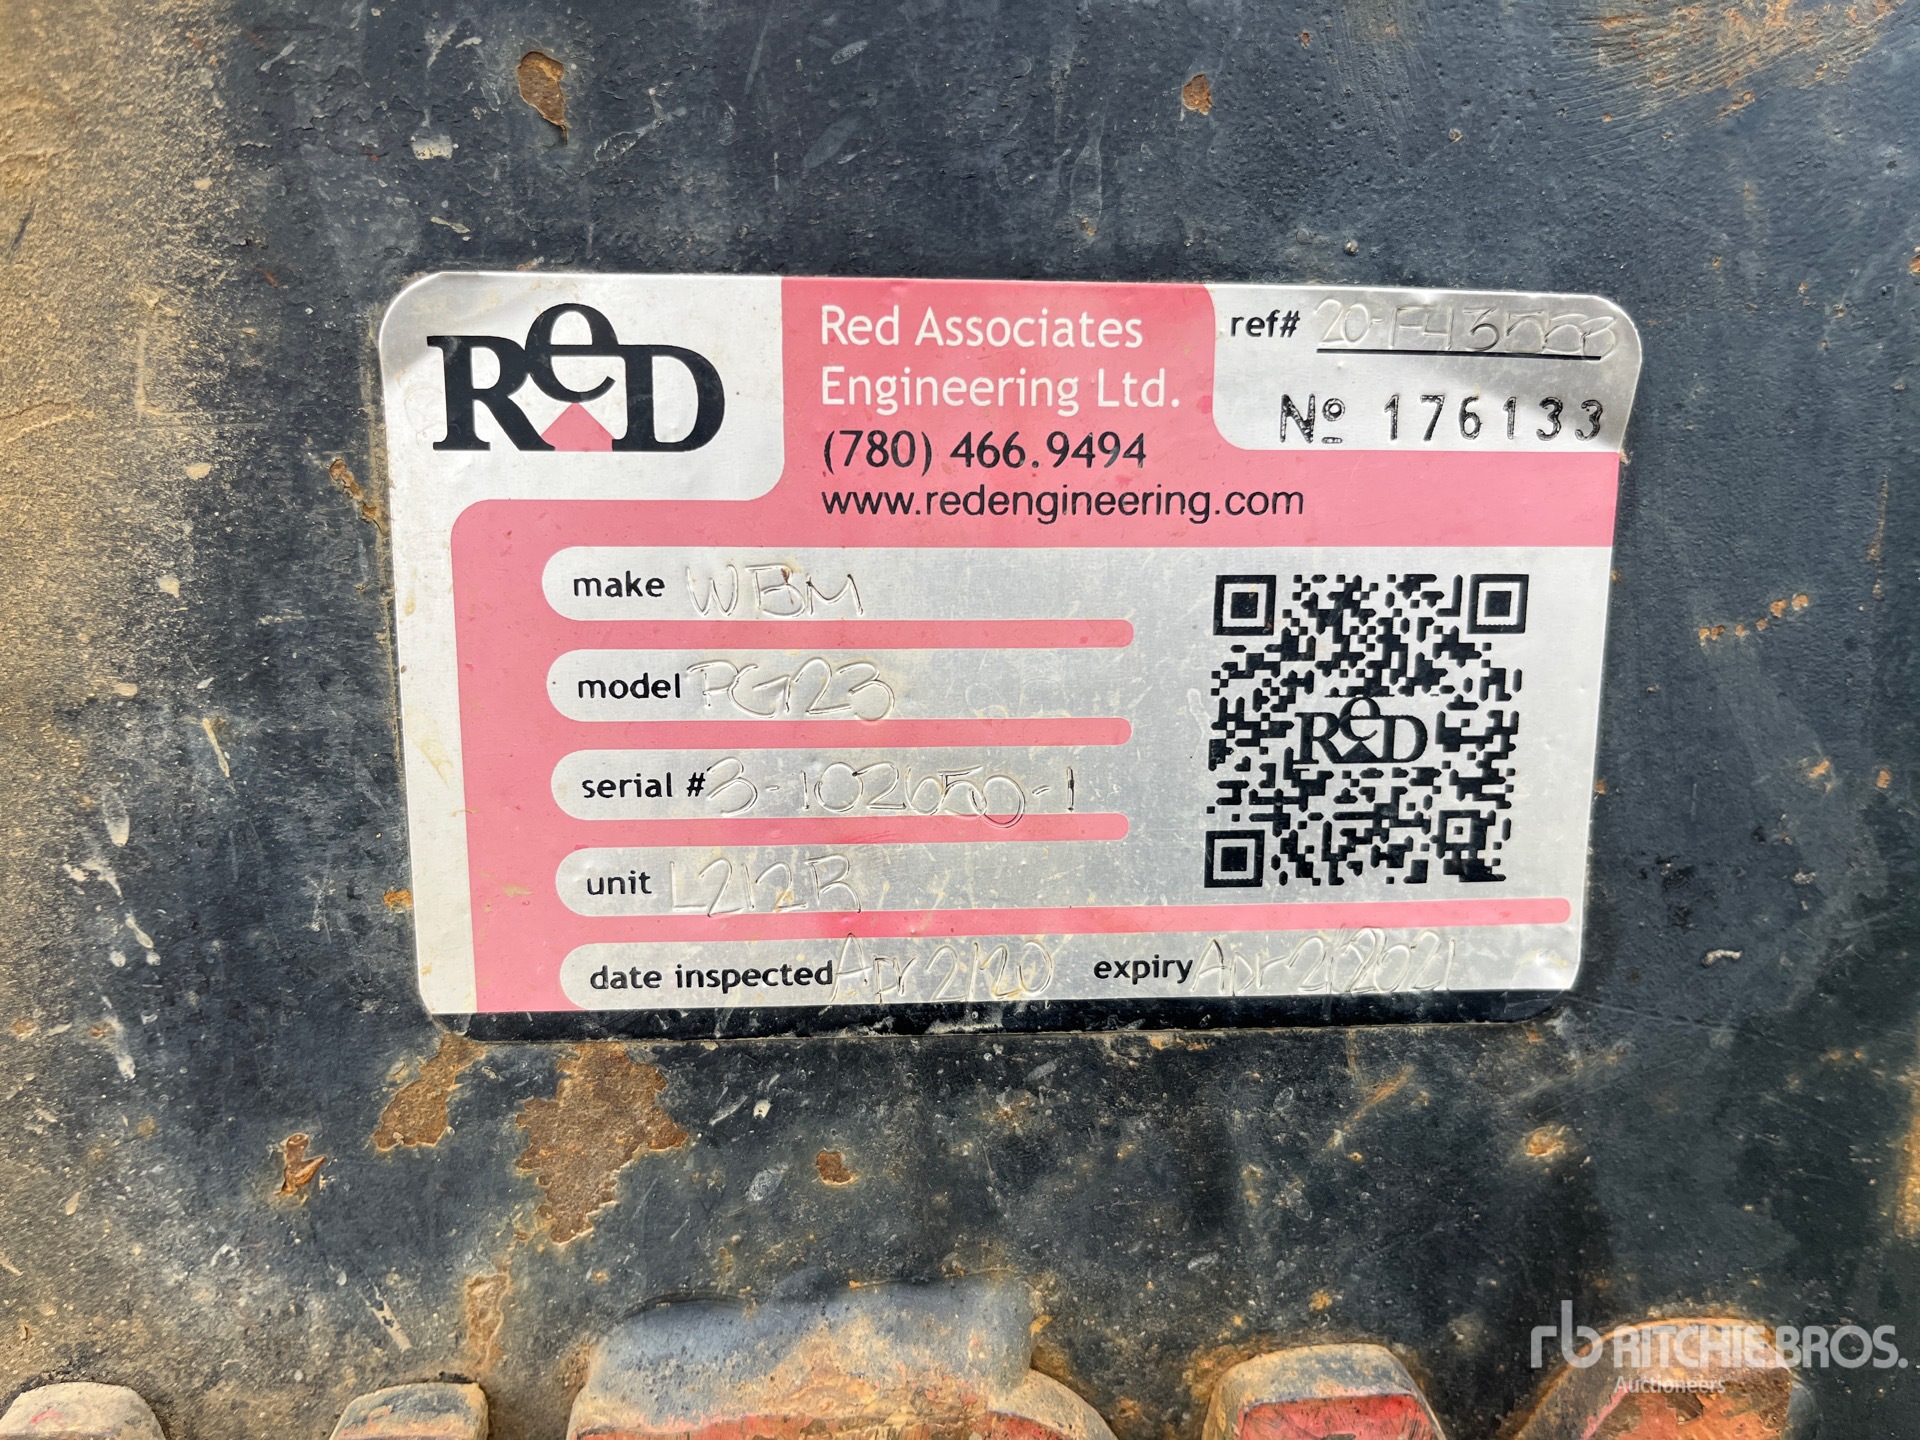 ReD
Red Associates
Engineering Ltd.
(780) 466.9494
www.redengineering.com
ref# 20-F43553
Nº 176133
make WBM
model PG123
serial # 3-102650-1
unit L212B
ReD
date inspected Apr 21/20 expiry Apr 21/2021
rb RITCHIE BROS.
Auctioneers